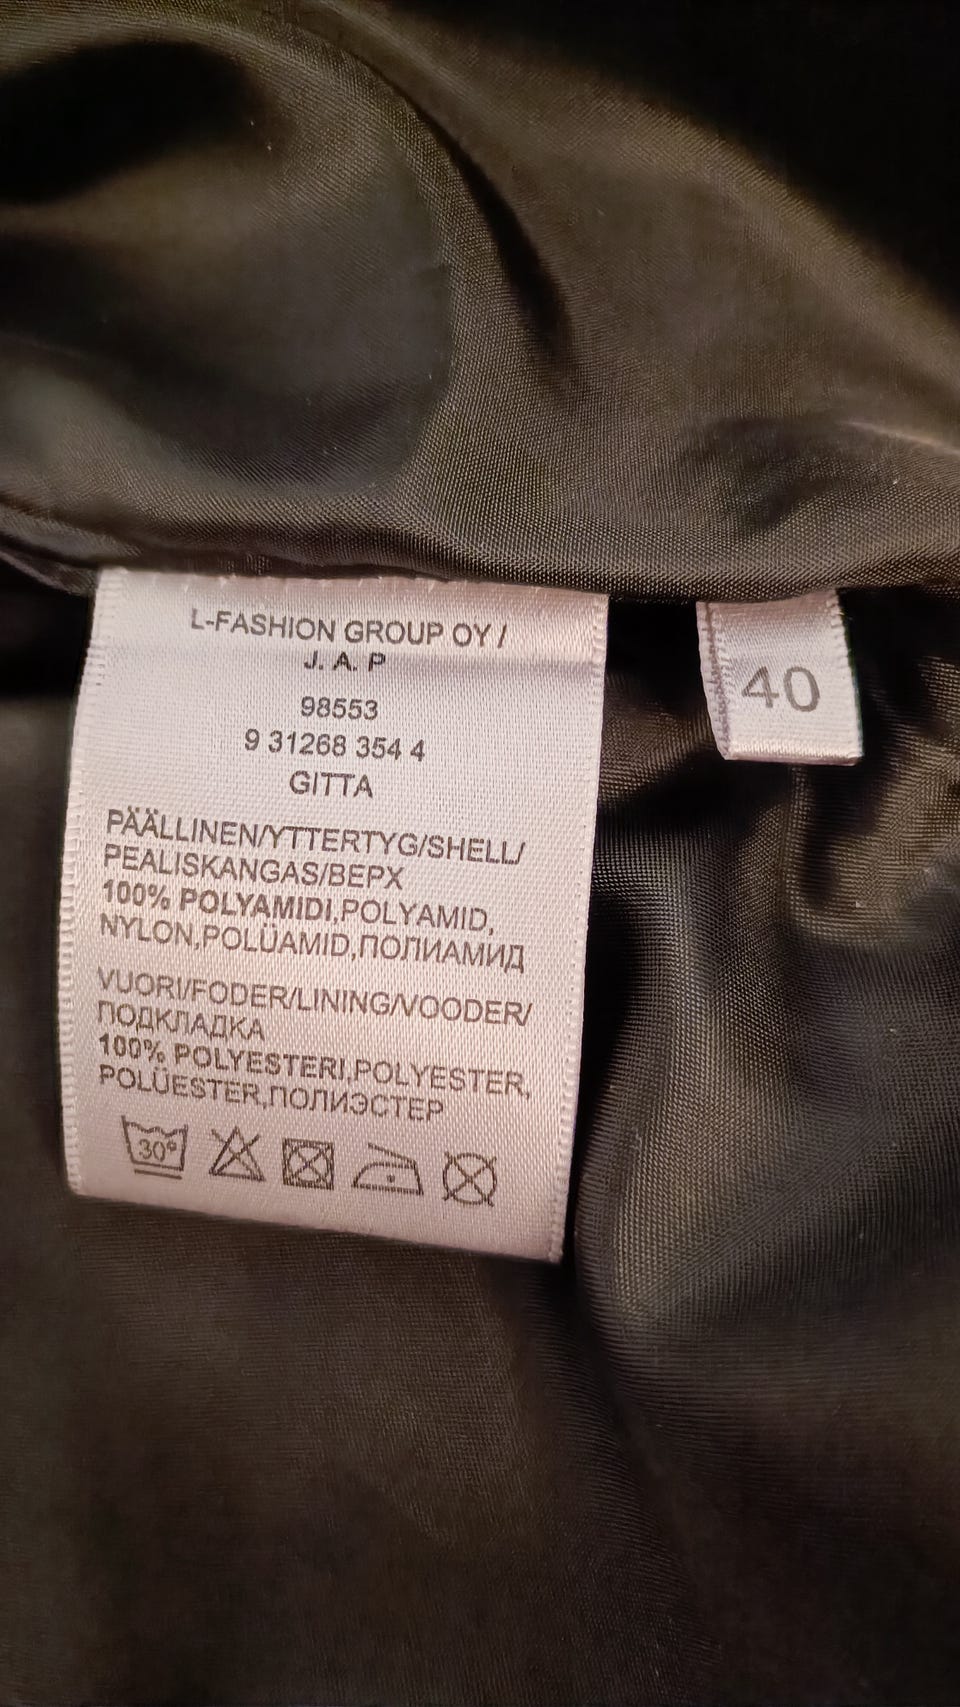 L-FASHION GROUP OY /
J. A. P
98553
9 31268 354 4
GITTA
PÄÄLLINEN/YTTERTYG/SHELL/
PEALISKANGAS/ВЕРХ
100% POLYAMIDI,POLYAMID,
NYLON,POLÜAMID,ПОЛИАМИД
VUORI/FODER/LINING/VOODER/
ПОДКЛАДКА
100% POLYESTERI,POLYESTER,
POLÜESTER,ПОЛИЭСТЕР
30°
40